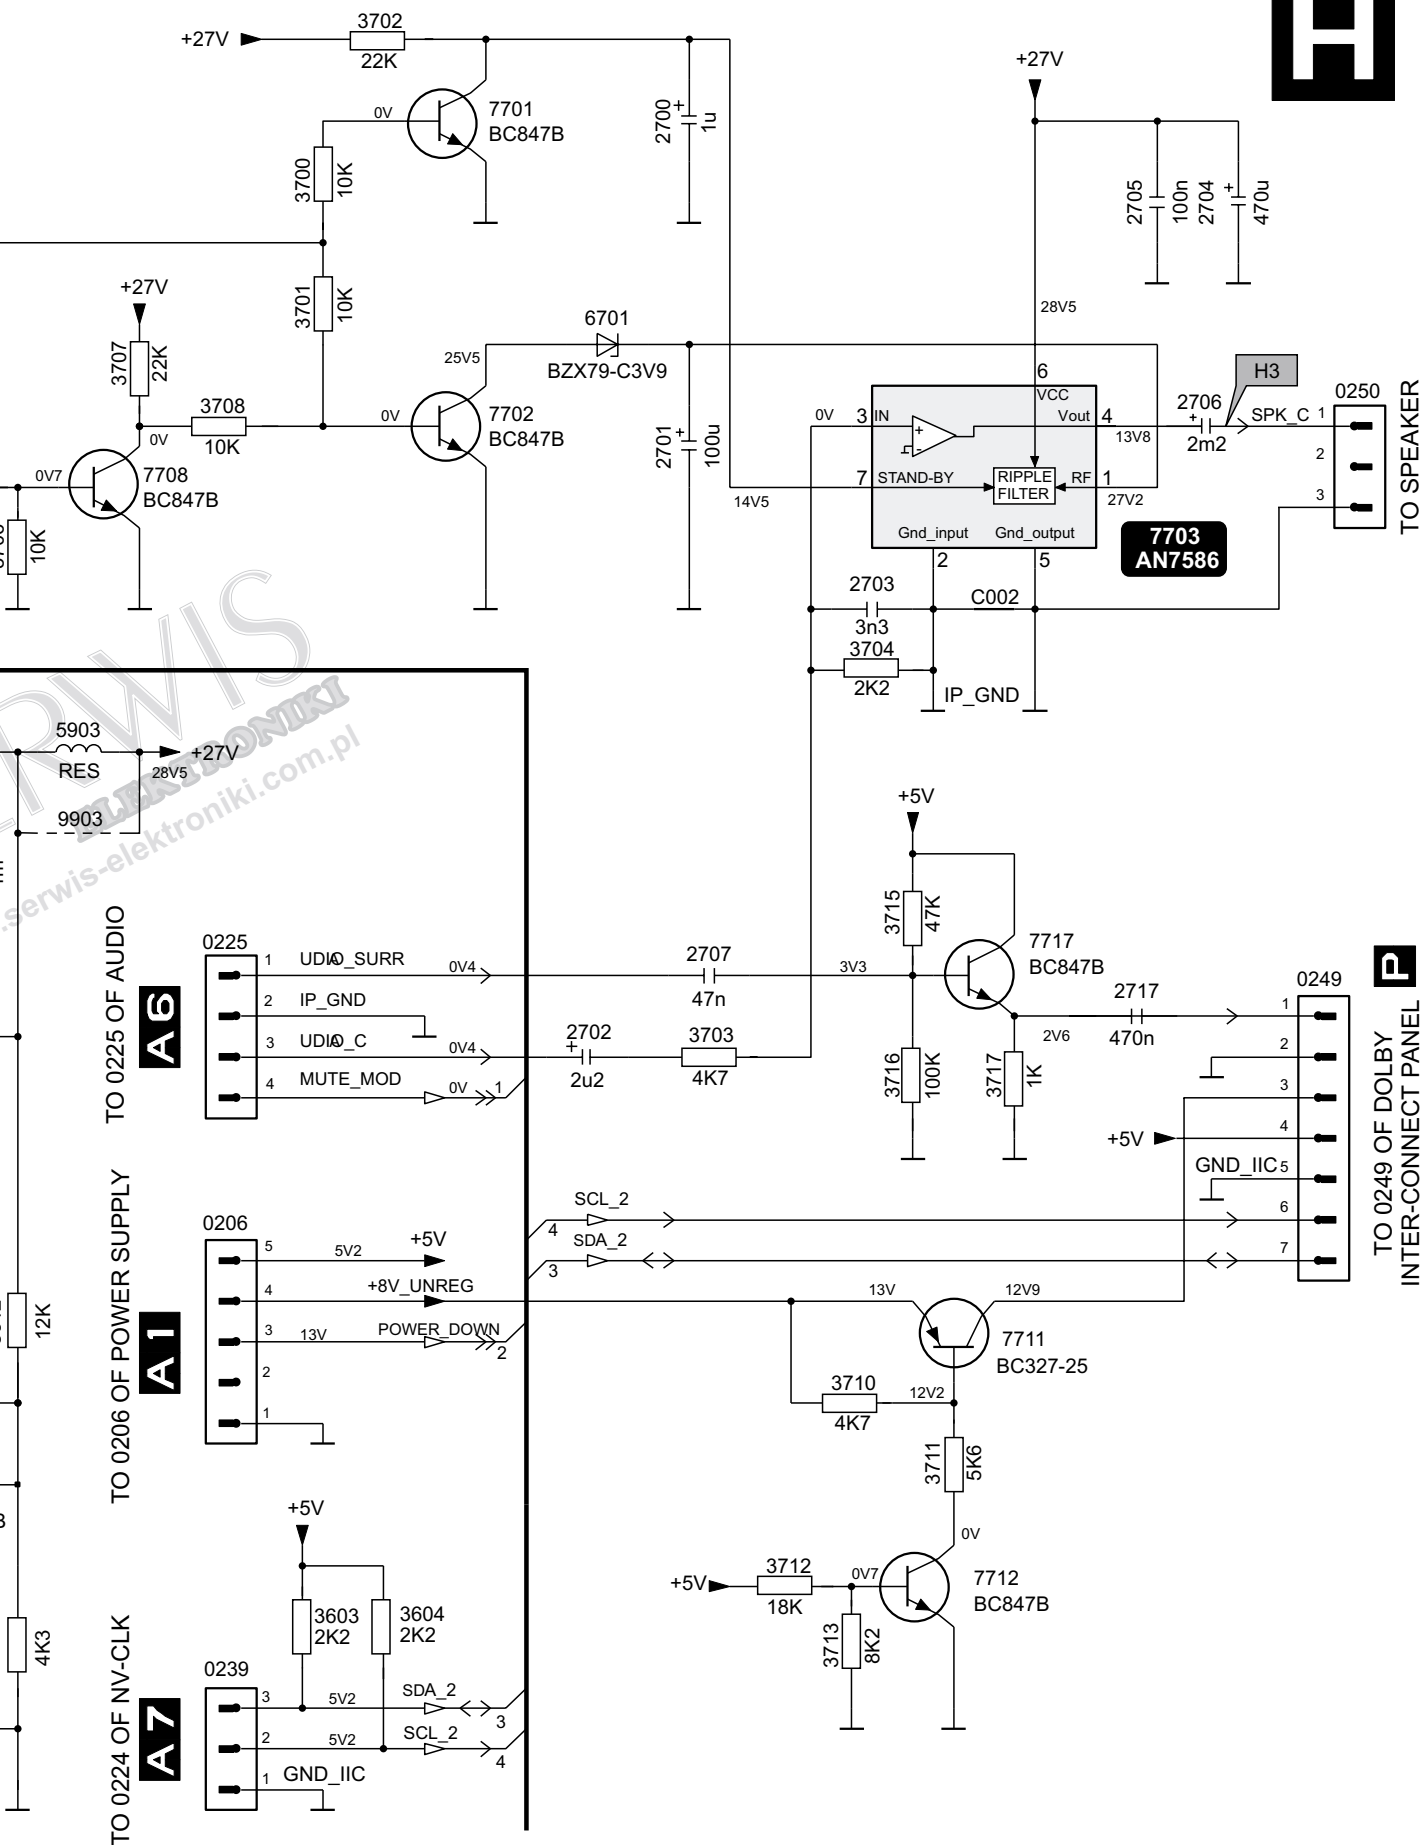 H
3702
+27V
22K
+27V
0V
7701
BC847B
2700
+
1u
3700
10K
2705
100n
2704
+
470u
3701
10K
+27V
28V5
6701
BZX79-C3V9
3707
22K
25V5
H3
0250
TO SPEAKER
6
VCC
3708
10K
0V
0V
7702
BC847B
2701
+
100u
0V
3
IN
+
-
Vout
4
13V8
2706
+
2m2
SPK_C
1
2
3
0V7
7708
BC847B
7
STAND-BY
14V5
RIPPLE
FILTER
RF
1
27V2
10K
Gnd_input
Gnd_output
2
5
7703
AN7586
2703
3n3
C002
3704
2K2
IP_GND
ERWIS
ELEKTRONIKI
.serwis-elektroniki.com.pl
5903
RES
+27V
28V5
9903
+5V
3715
47K
7717
BC847B
TO 0225 OF AUDIO
A6
0225
1
UDIO_SURR
0V4
2
IP_GND
3
UDIO_C
0V4
4
MUTE_MOD
0V
1
2707
47n
3V3
2702
+
2u2
3703
4K7
3716
100K
3717
1K
2V6
2717
470n
0249
P
1
2
3
4
+5V
GND_IIC
5
6
7
TO 0249 OF DOLBY
INTER-CONNECT PANEL
SCL_2
4
SDA_2
3
TO 0206 OF POWER SUPPLY
A1
0206
5
5V2
+5V
4
+8V_UNREG
3
13V
POWER_DOWN
2
2
1
13V
12V9
7711
BC327-25
12K
3710
4K7
12V2
3711
5K6
0V
+5V
3712
18K
0V7
7712
BC847B
3713
8K2
+5V
3603
2K2
3604
2K2
4K3
TO 0224 OF NV-CLK
A7
0239
3
5V2
SDA_2
3
2
5V2
SCL_2
4
1
GND_IIC